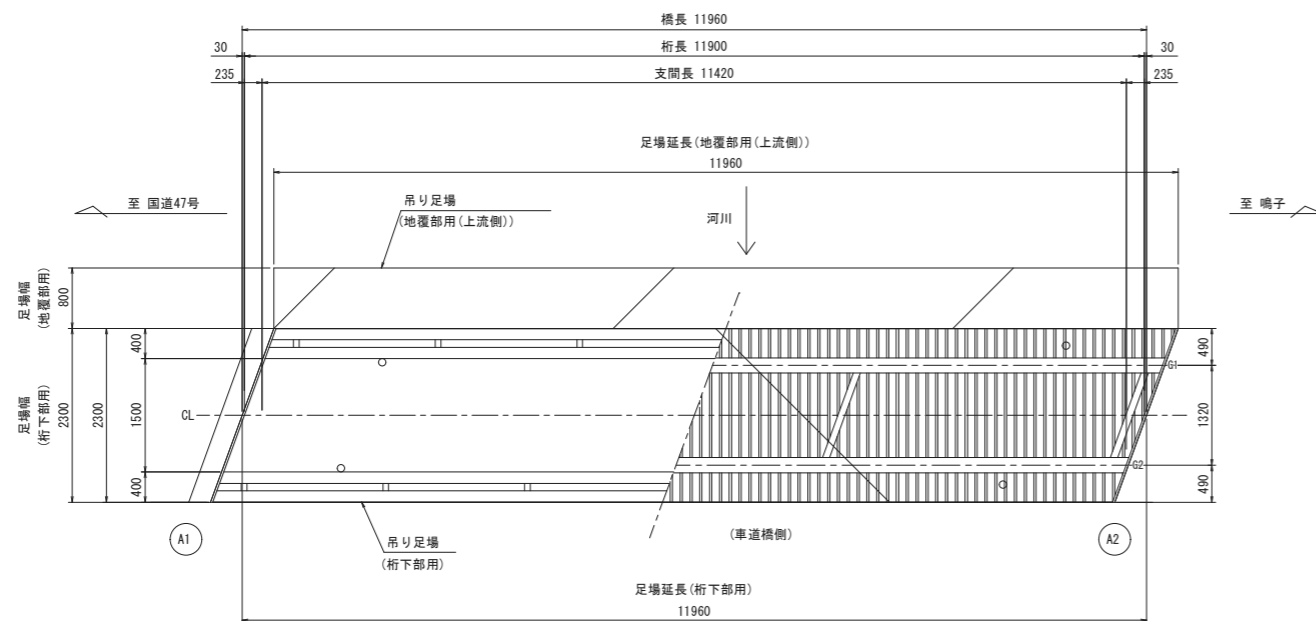 橋長 11960
30
桁長 11900
30
235
支間長 11420
235
足場延長(地覆部用(上流側))
11960
至 国道47号
吊り足場
(地覆部用(上流側))
河川
至 鳴子
足場幅
(地覆部用)
800
400
490
G1
足場幅
(桁下部用)
2300
2300
1500
CL
1320
G2
400
490
A1
吊り足場
(桁下部用)
(車道橋側)
A2
足場延長(桁下部用)
11960